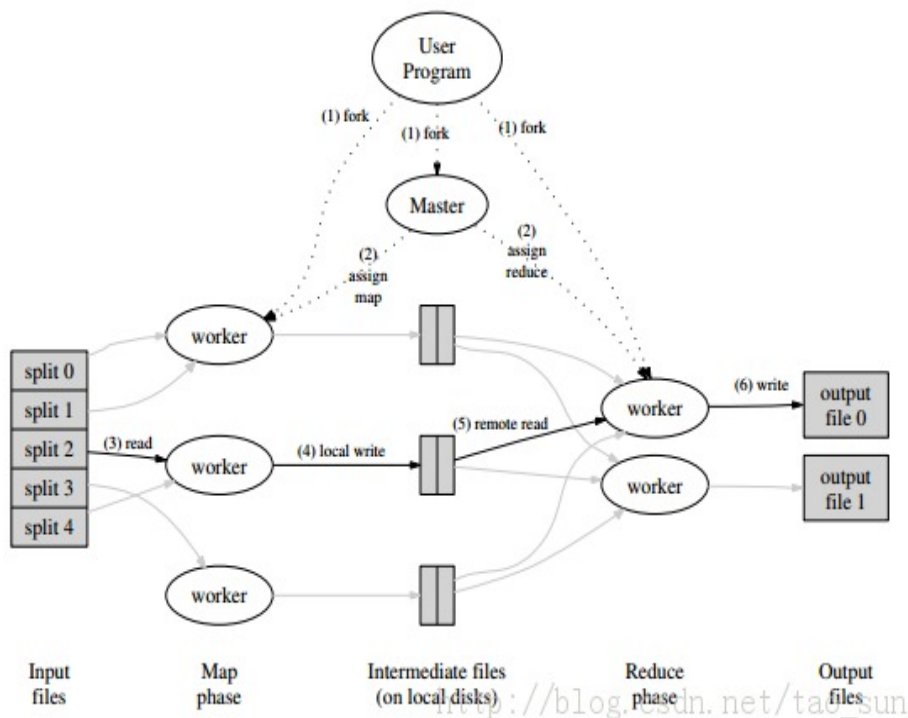 User
Program
(1) fork
(1) fork
(1) fork
Master
(2)
assign
map
(2)
assign
reduce
worker
split 0
split 1
split 2
split 3
split 4
(3) read
worker
(4) local write
(5) remote read
worker
(6) write
output
file 0
worker
output
file 1
worker
Input
files
Map
phase
Intermediate files
(on local disks)
Reduce
phase
Output
files
http://blog.csdn.net/tao_sun